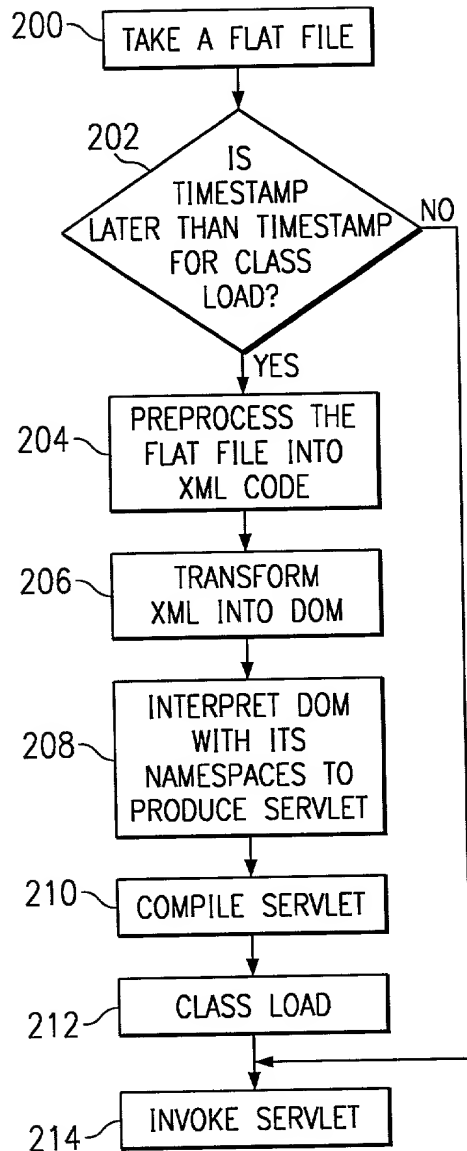 200
TAKE A FLAT FILE
202
IS
TIMESTAMP
LATER THAN TIMESTAMP
FOR CLASS
LOAD?
NO
YES
204
PREPROCESS THE
FLAT FILE INTO
XML CODE
206
TRANSFORM
XML INTO DOM
208
INTERPRET DOM
WITH ITS
NAMESPACES TO
PRODUCE SERVLET
210
COMPILE SERVLET
212
CLASS LOAD
214
INVOKE SERVLET